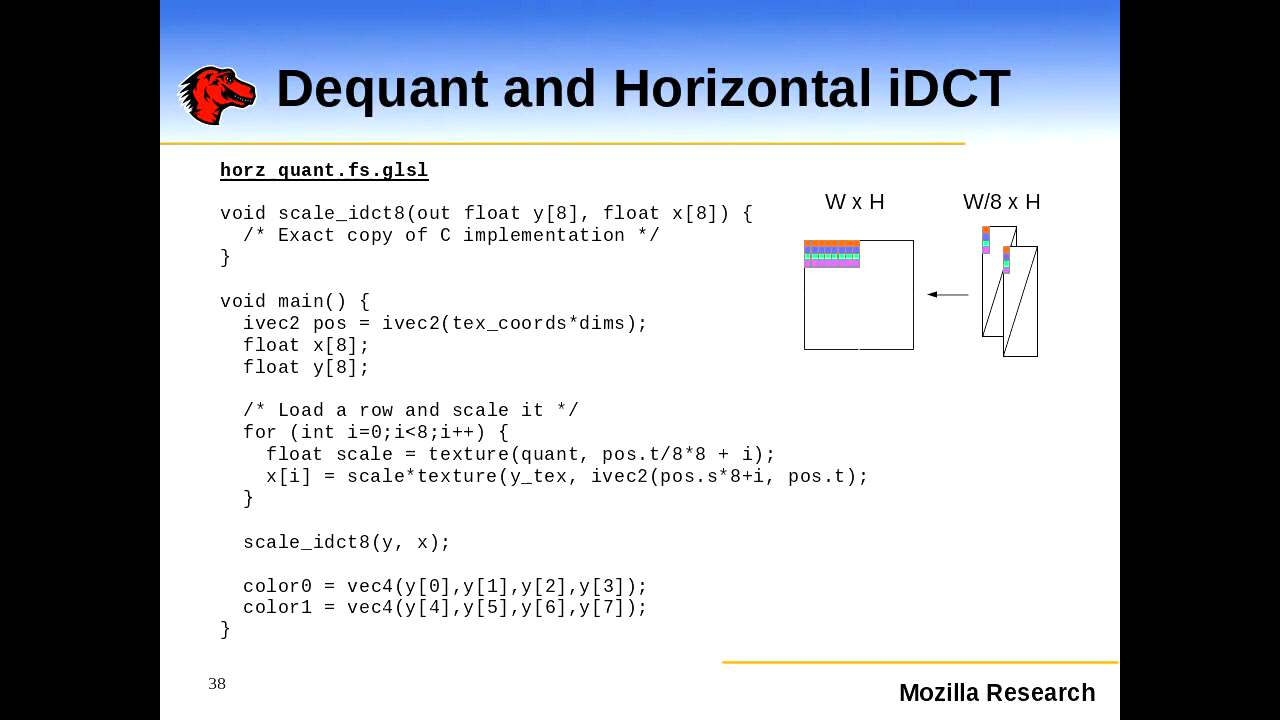 Dequant and Horizontal iDCT
horz_quant.fs.glsl
W x H
W/8 x H
void scale_idct8(out float y[8], float x[8]) {
/* Exact copy of C implementation */
}
void main() {
ivec2 pos = ivec2(tex_coords*dims);
float x[8];
float y[8];
/* Load a row and scale it */
for (int i=0;i<8;i++) {
float scale = texture(quant, pos.t/8*8 + i);
x[i] = scale*texture(y_tex, ivec2(pos.s*8+i, pos.t);
}
scale_idct8(y, x);
color0 = vec4(y[0],y[1],y[2],y[3]);
color1 = vec4(y[4],y[5],y[6],y[7]);
}
38
Mozilla Research